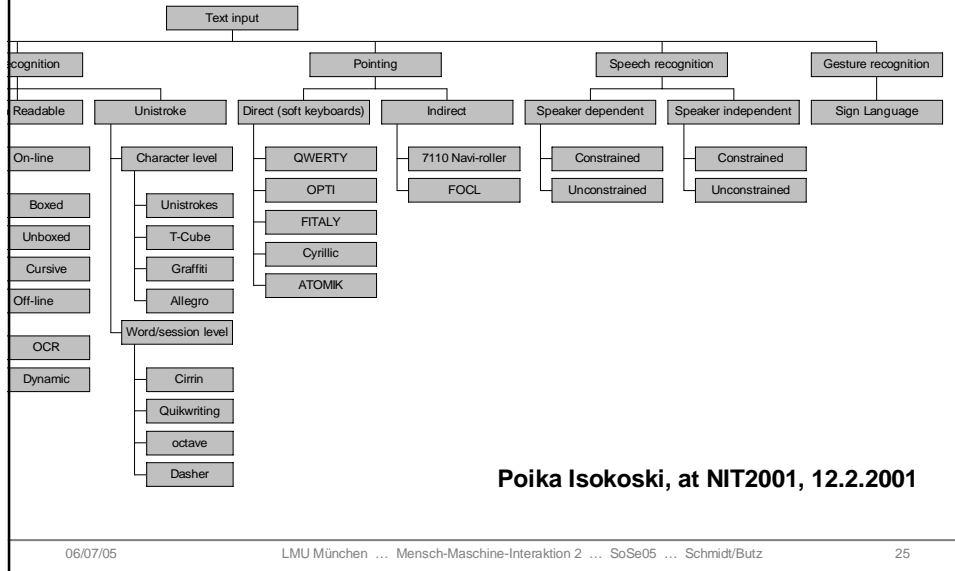 Text input
ecognition
Pointing
Speech recognition
Gesture recognition
Readable
Unistroke
Direct (soft keyboards)
Indirect
Speaker dependent
Speaker independent
Sign Language
On-line
Character level
QWERTY
7110 Navi-roller
Constrained
Constrained
OPTI
FOCL
Unconstrained
Unconstrained
Boxed
Unistrokes
Unboxed
T-Cube
FITALY
Cursive
Graffiti
Cyrillic
Off-line
Allegro
ATOMIK
Word/session level
OCR
Dynamic
Cirrin
Quikwriting
octave
Dasher
Poika Isokoski, at NIT2001, 12.2.2001
06/07/05 LMU München … Mensch-Maschine-Interaktion 2 … SoSe05 … Schmidt/Butz 25